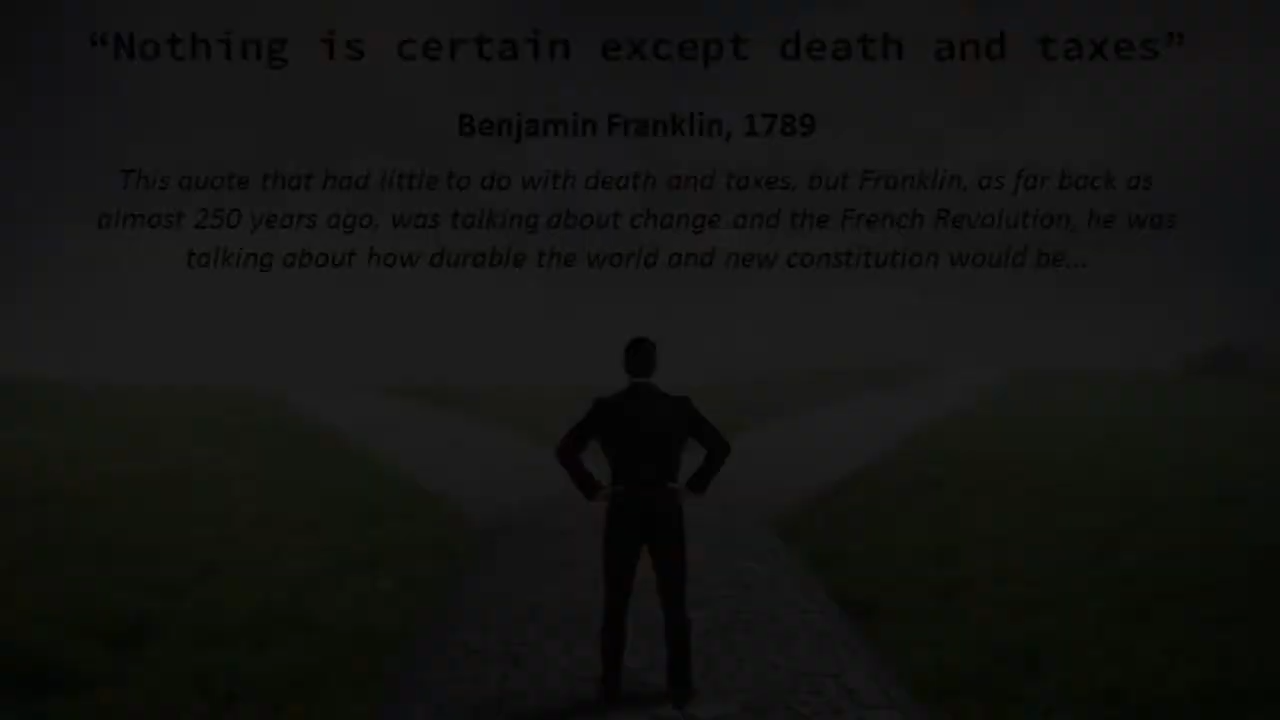 “Nothing is certain except death and taxes”
Benjamin Franklin, 1789
This quote that had little to do with death and taxes, but Franklin, as far back as
almost 250 years ago, was talking about change and the French Revolution, he was
talking about how durable the world and new constitution would be...